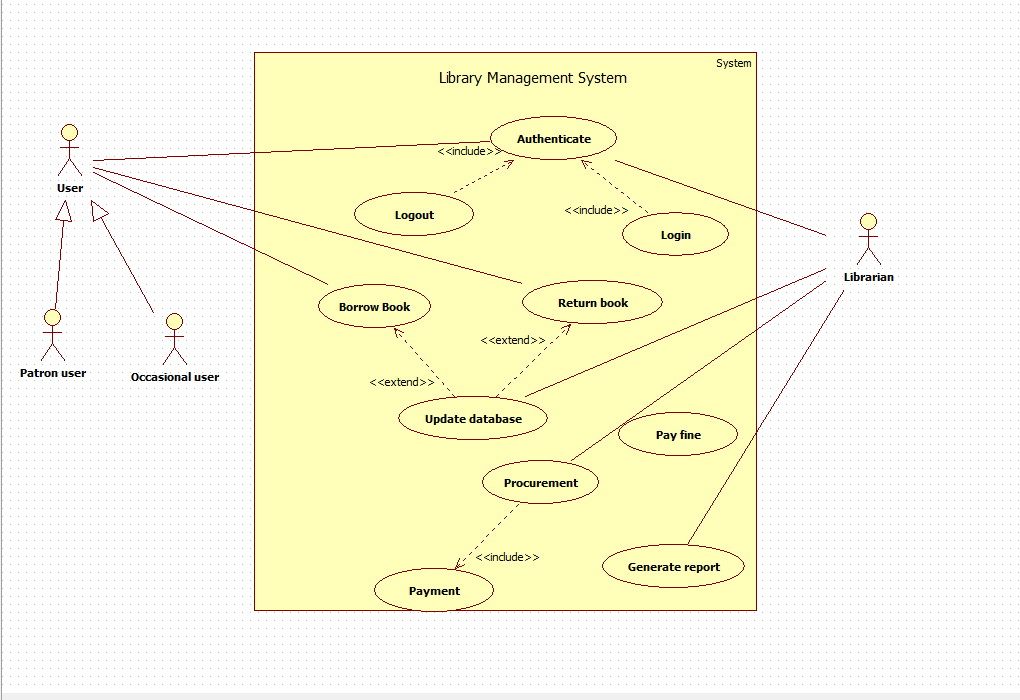 System
Library Management System
Authenticate
<<include>>
User
Logout
<<include>>
Login
Librarian
Borrow Book
Return book
<<extend>>
Patron user
Occasional user
<<extend>>
Update database
Pay fine
Procurement
<<include>>
Generate report
Payment